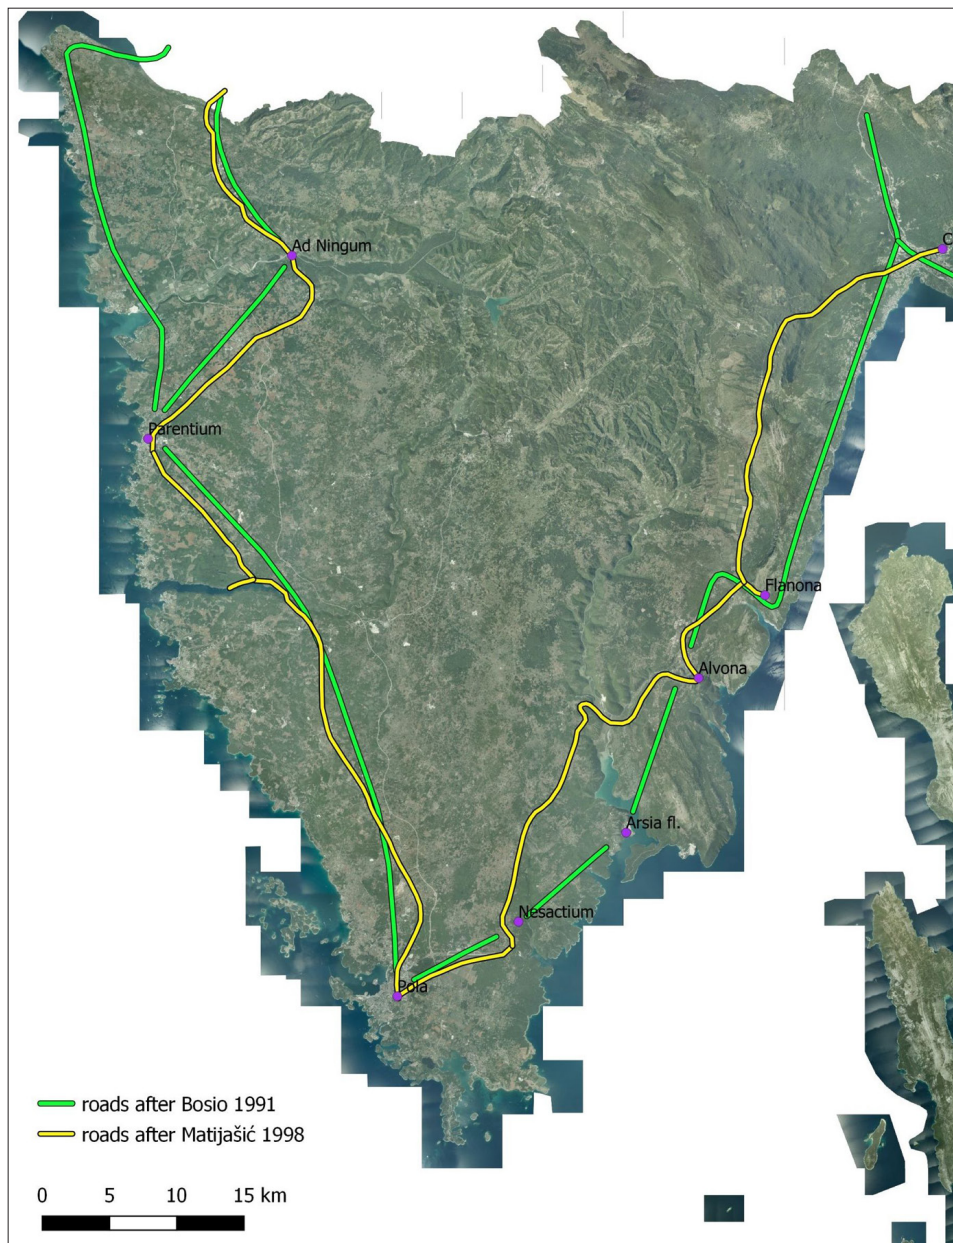 Ad Ningum
C
Parentium
Flanona
Alvona
Arsia fl.
Nesactium
Pola
roads after Bosio 1991
roads after Matijašić 1998
0 5 10 15 km